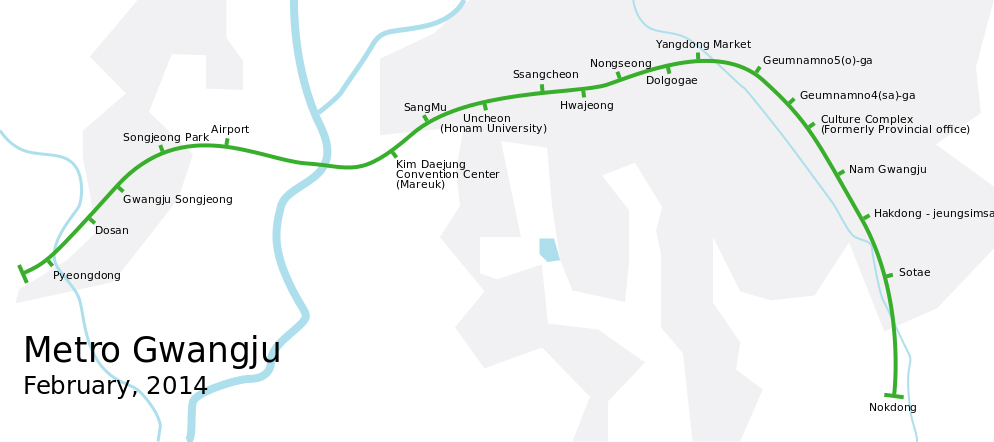 Yangdong Market
Geumnamno5(o)-ga
Nongseong
Dolgogae
Ssangcheon
Hwajeong
Geumnamno4(sa)-ga
SangMu
Uncheon
(Honam University)
Culture Complex
(Formerly Provincial office)
Airport
Songjeong Park
Kim Daejung
Convention Center
(Mareuk)
Nam Gwangju
Gwangju Songjeong
Hakdong - jeungsimsa
Dosan
Sotae
Pyeongdong
Metro Gwangju
February, 2014
Nokdong